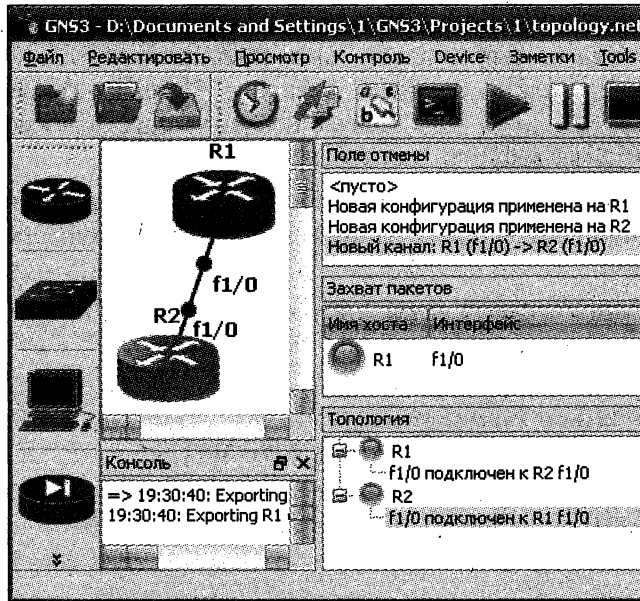 GNS3 - D:\Documents and Settings\1\GNS3\Projects\1\topology.net
Файл Редактировать Просмотр Контроль Device Заметки Tools
R1
f1/0
R2
f1/0
Поле отмены
<пусто>
Новая конфигурация применена на R1
Новая конфигурация применена на R2
Новый канал: R1 (f1/0) -> R2 (f1/0)
Захват пакетов
Имя хоста Интерфейс
R1 f1/0
Топология
R1
f1/0 подключен к R2 f1/0
R2
f1/0 подключен к R1 f1/0
Консоль
=> 19:30:40: Exporting
19:30:40: Exporting R1